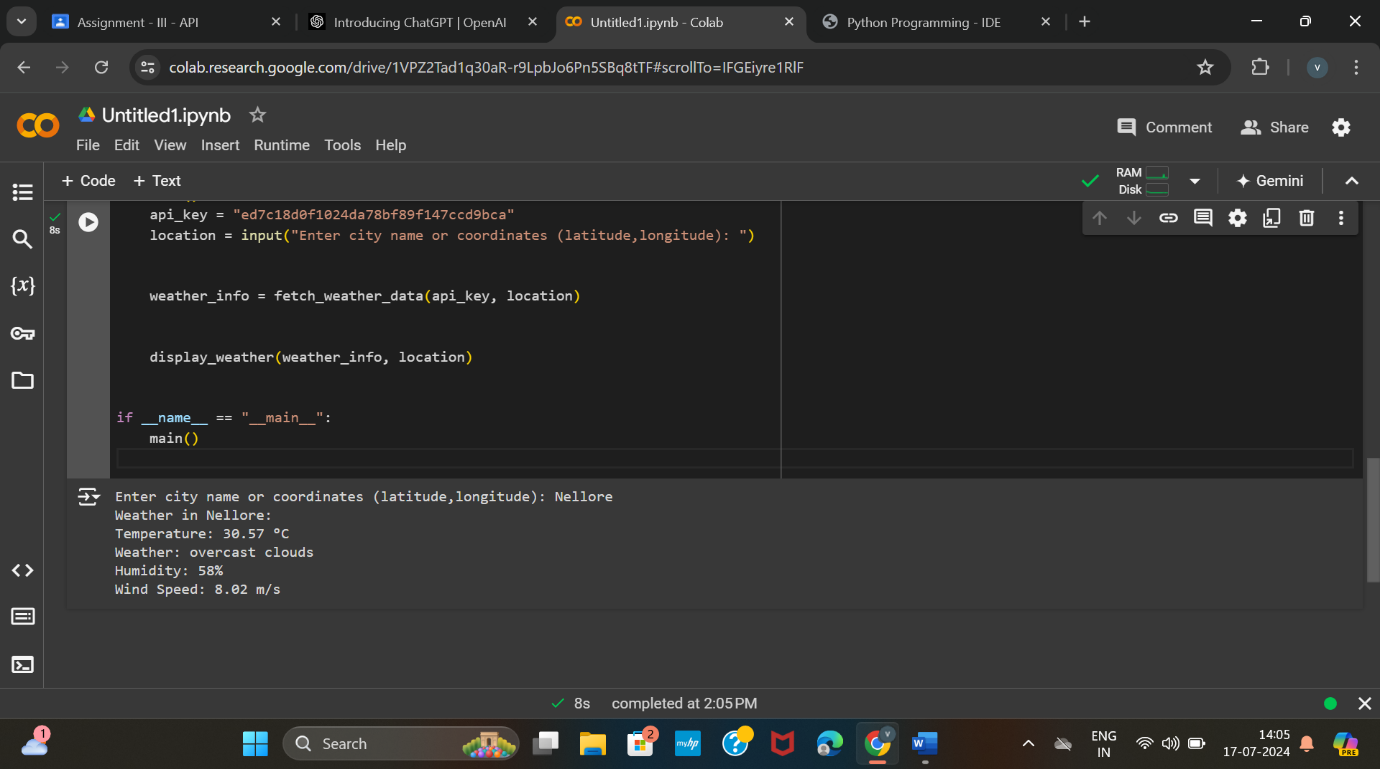 Assignment - III - API
Introducing ChatGPT | OpenAI
Untitled1.ipynb - Colab
Python Programming - IDE
colab.research.google.com/drive/1VPZ2Tad1q30aR-r9LpbJo6Pn5SBq8tTF#scrollTo=IFGEiyre1RlF
V
Untitled1.ipynb
File Edit View Insert Runtime Tools Help
Comment
Share
+ Code + Text
RAM
Disk
Gemini
8s
api_key = "ed7c18d0f1024da78bf89f147ccd9bca"
location = input("Enter city name or coordinates (latitude,longitude): ")
weather_info = fetch_weather_data(api_key, location)
display_weather(weather_info, location)
if __name__ == "__main__":
main()
{x}
Enter city name or coordinates (latitude,longitude): Nellore
Weather in Nellore:
Temperature: 30.57 °C
Weather: overcast clouds
Humidity: 58%
Wind Speed: 8.02 m/s
8s completed at 2:05 PM
1
Search
2
myhp
V
W
ENG
IN
14:05
17-07-2024
PRE